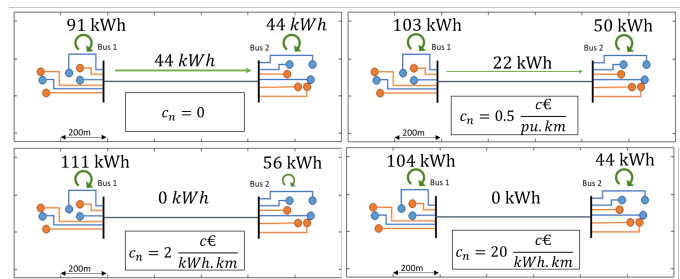 91 kWh
44 kWh
Bus 1
Bus 2
44 kWh
c_n = 0
200m
103 kWh
50 kWh
Bus 1
Bus 2
22 kWh
c_n = 0.5 c€/pu.km
200m
111 kWh
56 kWh
Bus 1
Bus 2
0 kWh
c_n = 2 c€/kWh.km
200m
104 kWh
44 kWh
Bus 1
Bus 2
0 kWh
c_n = 20 c€/kWh.km
200m